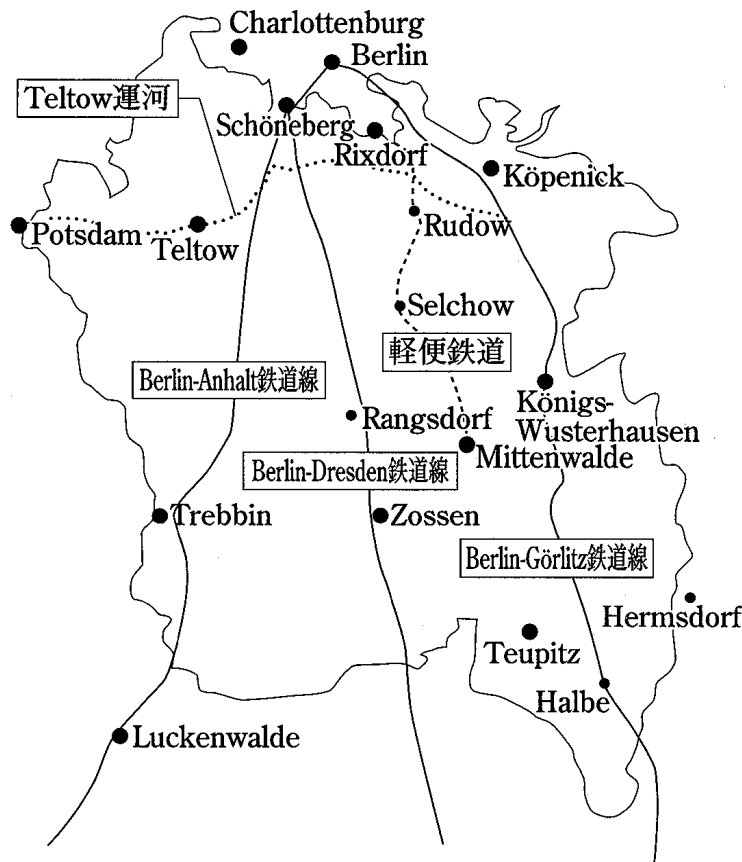 Charlottenburg
Berlin
Teltow運河
Schöneberg
Rixdorf
Köpenick
Potsdam
Teltow
Rudow
Selchow
軽便鉄道
Berlin-Anhalt鉄道線
Königs-
Wusterhausen
Rangsdorf
Mittenwalde
Berlin-Dresden鉄道線
Trebbin
Zossen
Berlin-Görlitz鉄道線
Hermsdorf
Teupitz
Halbe
Luckenwalde